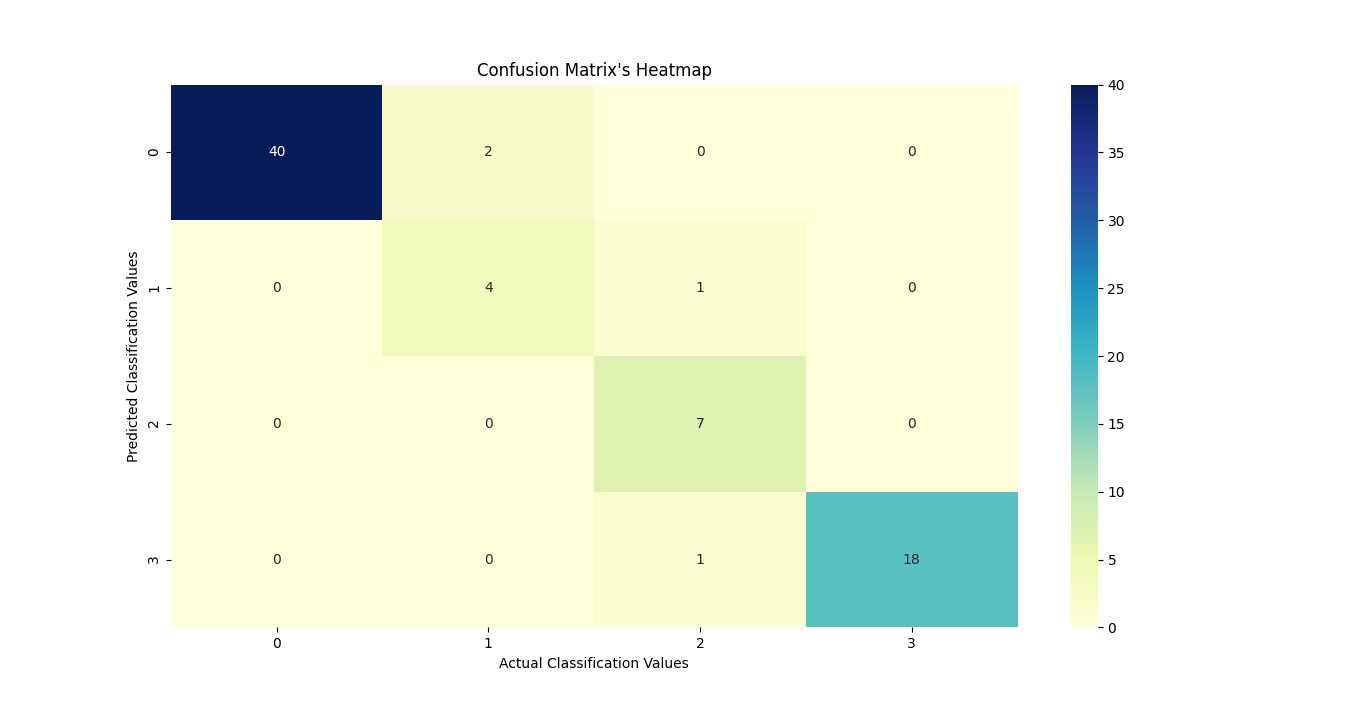 Confusion Matrix's Heatmap
Predicted Classification Values
0 40 2 0 0
1 0 4 1 0
2 0 0 7 0
3 0 0 1 18
0 1 2 3
Actual Classification Values
40
35
30
25
20
15
10
5
0